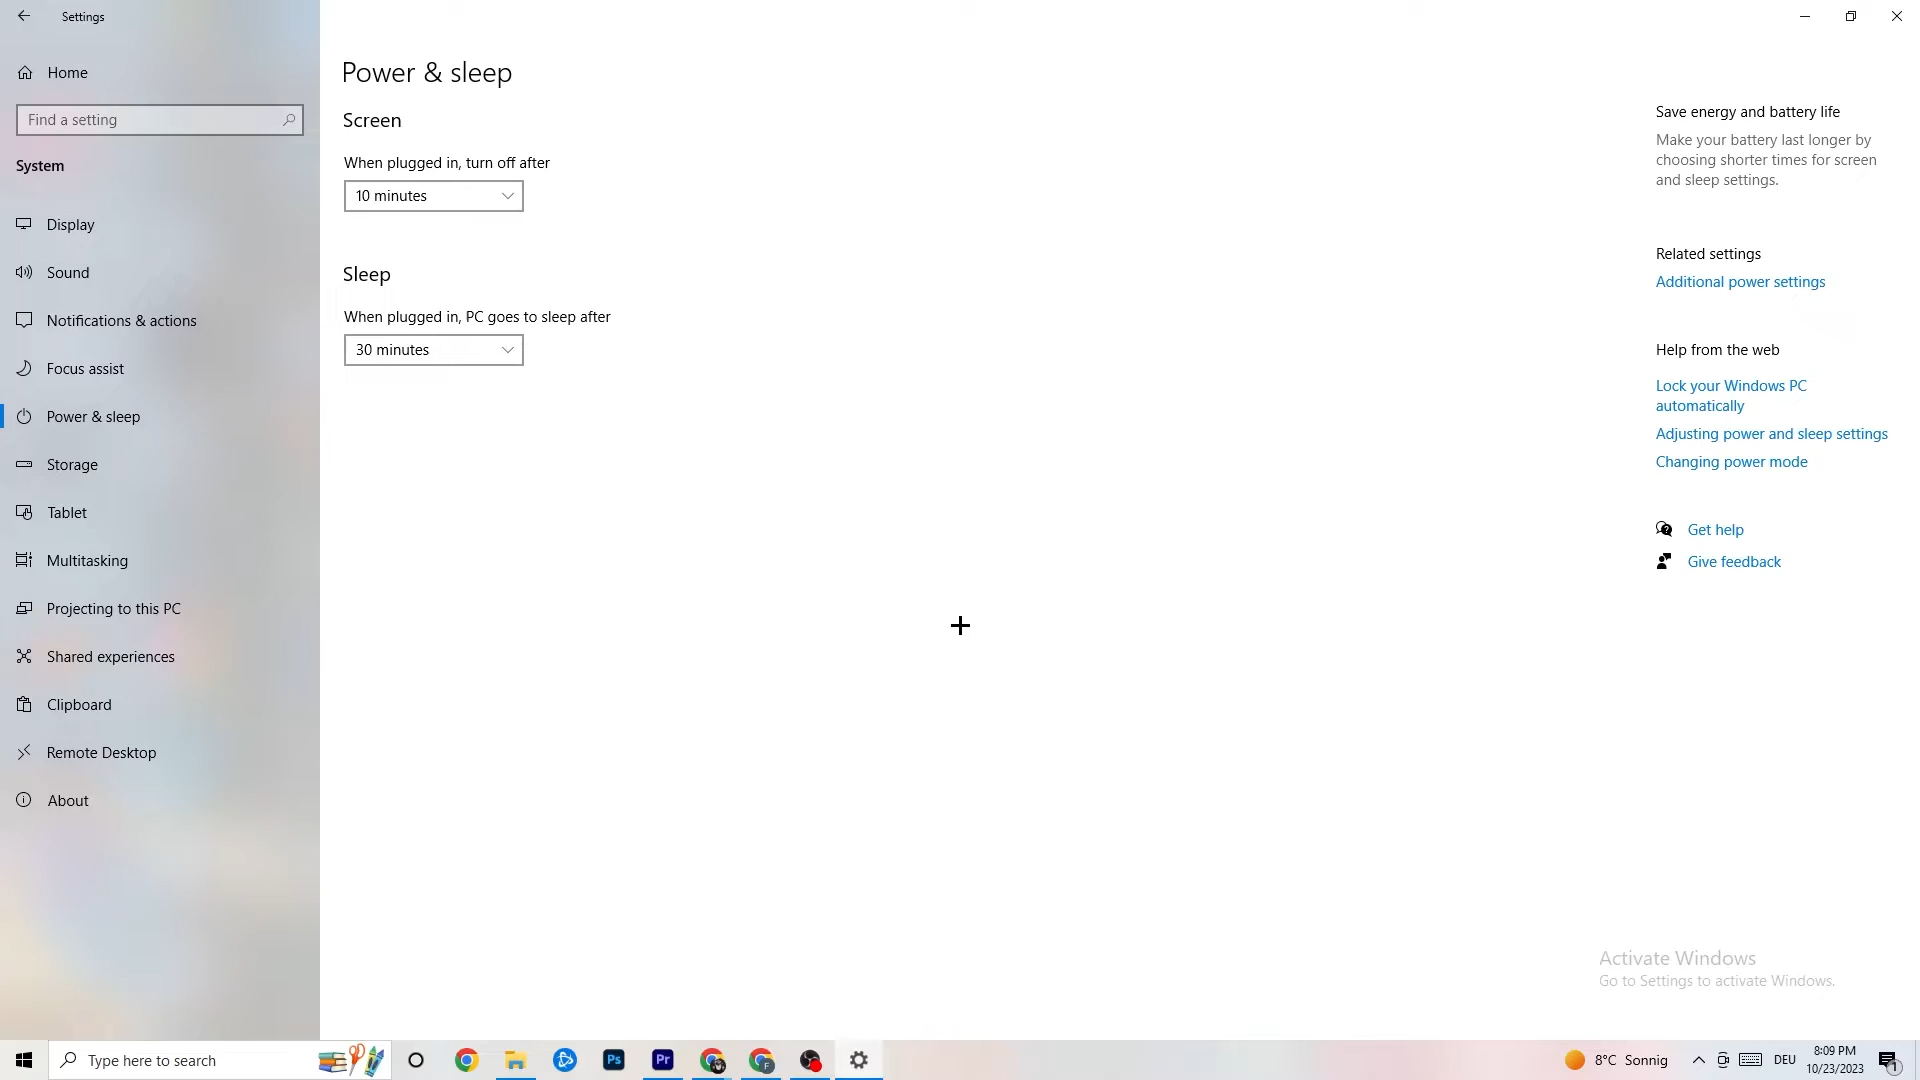 Settings
Home
Find a setting
System
Display
Sound
Notifications & actions
Focus assist
Power & sleep
Storage
Tablet
Multitasking
Projecting to this PC
Shared experiences
Clipboard
Remote Desktop
About
Power & sleep
Screen
When plugged in, turn off after
10 minutes
Sleep
When plugged in, PC goes to sleep after
30 minutes
Save energy and battery life
Make your battery last longer by
choosing shorter times for screen
and sleep settings.
Related settings
Additional power settings
Help from the web
Lock your Windows PC
automatically
Adjusting power and sleep settings
Changing power mode
Get help
Give feedback
Activate Windows
Go to Settings to activate Windows.
Type here to search
Ps
Pr
F
8°C Sonnig
DEU
8:09 PM
10/23/2023
1